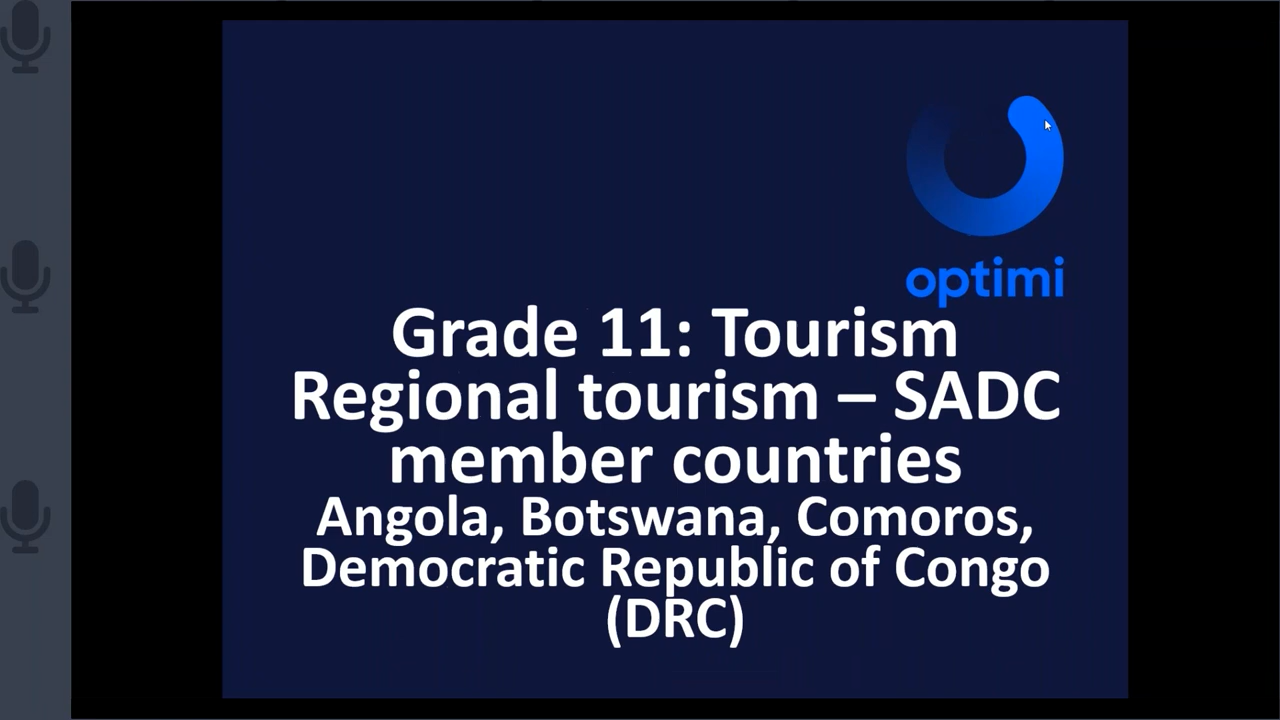 optimi
Grade 11: Tourism
Regional tourism – SADC
member countries
Angola, Botswana, Comoros,
Democratic Republic of Congo
(DRC)